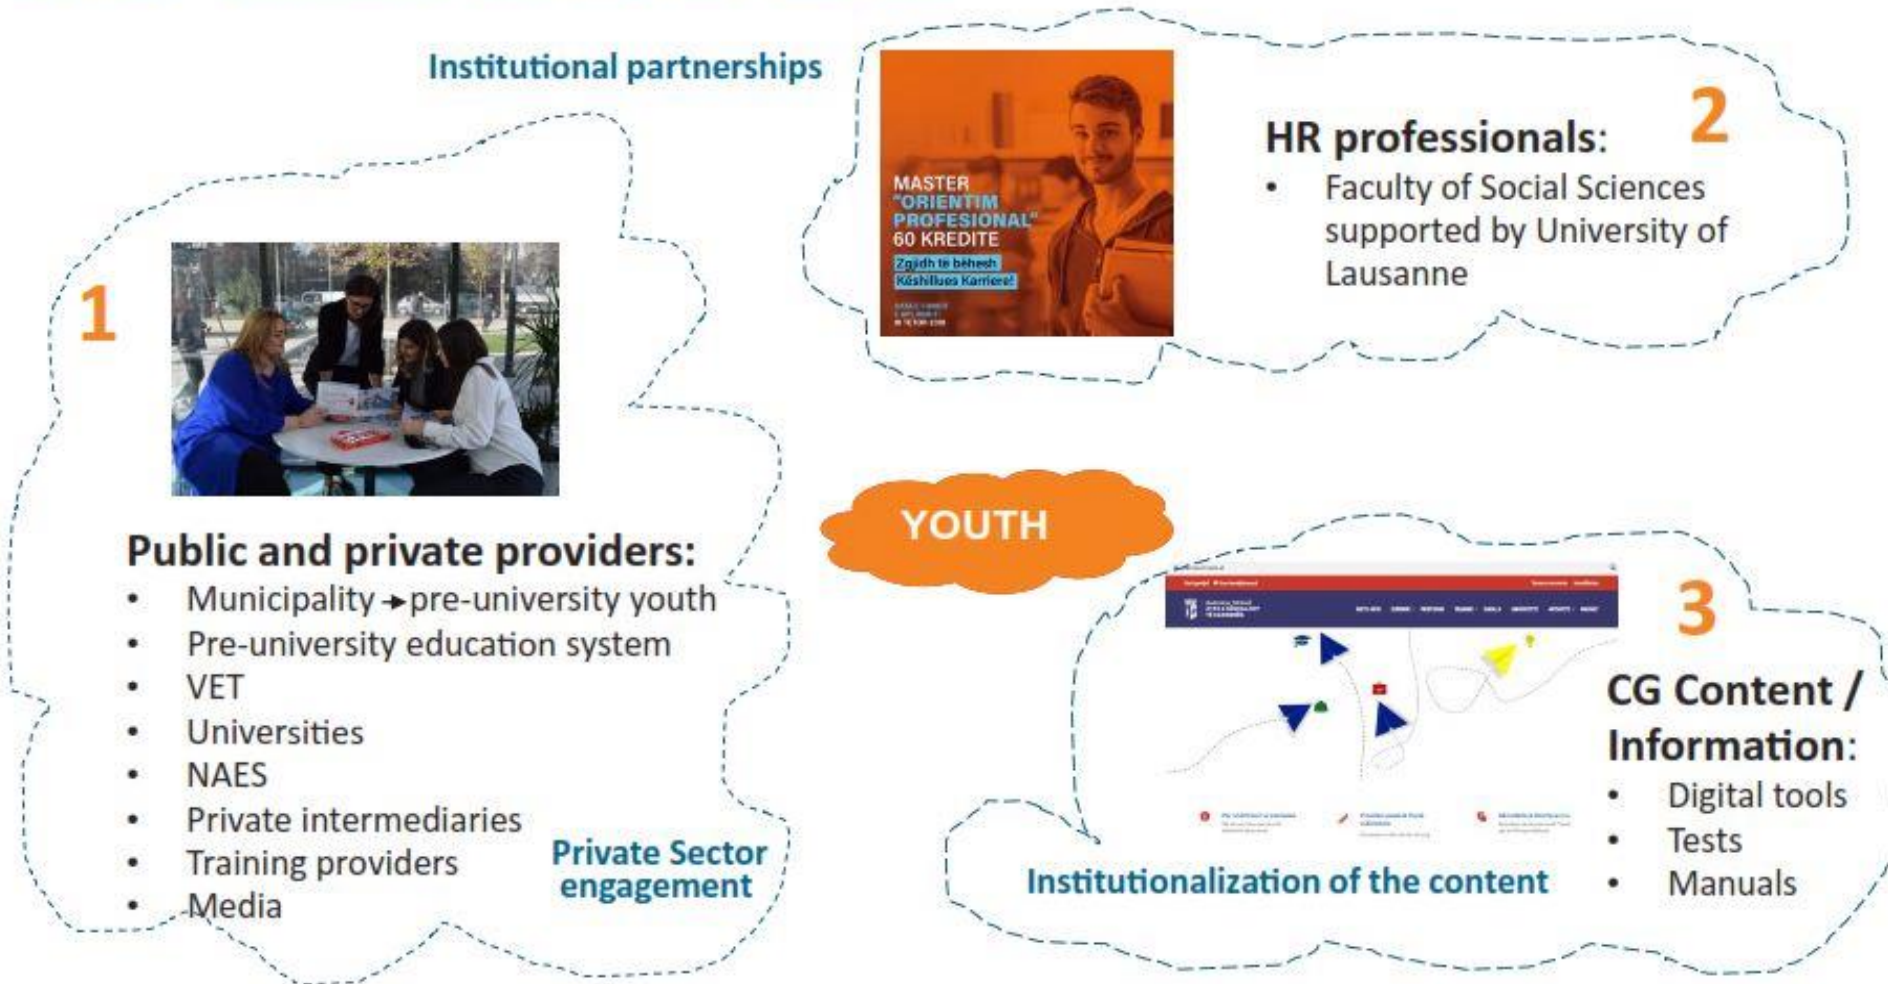 Institutional partnerships
1
Public and private providers:
• Municipality → pre-university youth
• Pre-university education system
• VET
• Universities
• NAES
• Private intermediaries
• Training providers
• Media
Private Sector
engagement
MASTER
"ORIENTIM
PROFESIONAL"
60 KREDITE
Zgjidh të bëhesh
Këshillues Karriere!
2
HR professionals:
• Faculty of Social Sciences
supported by University of
Lausanne
YOUTH
3
CG Content /
Information:
• Digital tools
• Tests
• Manuals
Institutionalization of the content